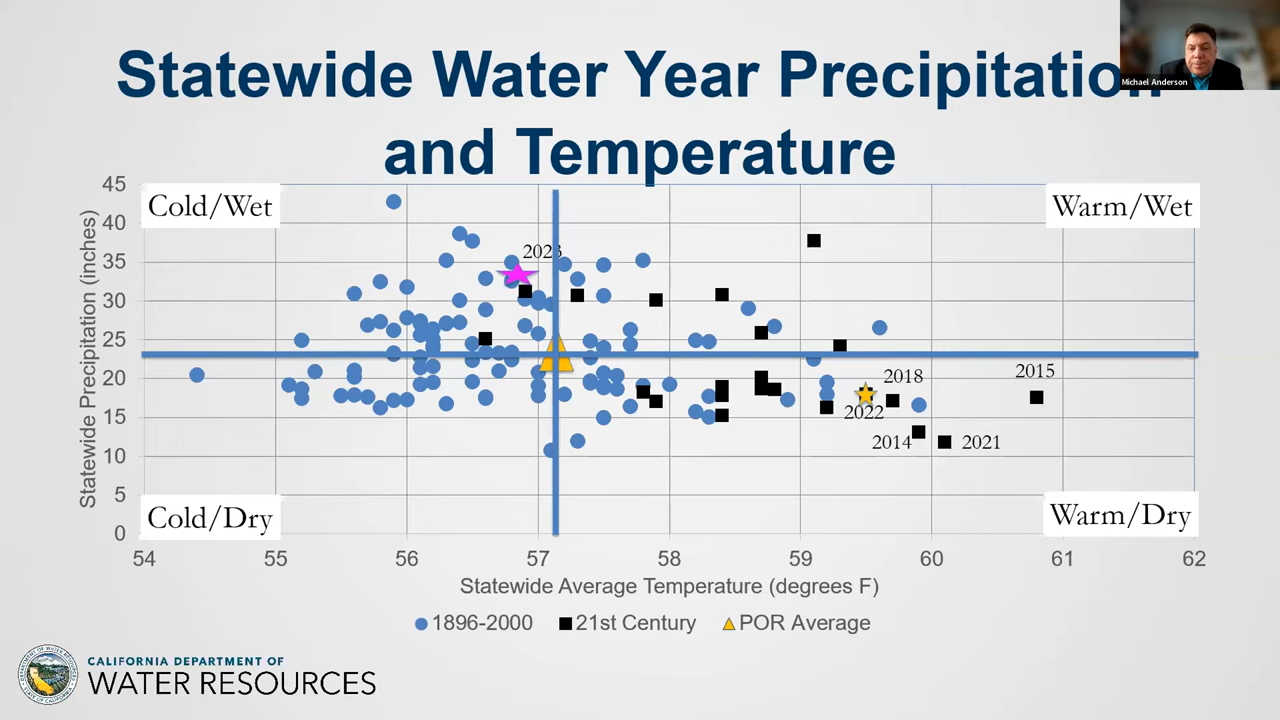 Statewide Water Year Precipitation
and Temperature
Michael Anderson
Cold/Wet
Warm/Wet
Cold/Dry
Warm/Dry
Statewide Precipitation (inches)
45
40
35
30
25
20
15
10
5
0
2023
2018
2015
2022
2014
2021
54
55
56
57
58
59
60
61
62
Statewide Average Temperature (degrees F)
1896-2000
21st Century
POR Average
CALIFORNIA DEPARTMENT OF
WATER RESOURCES